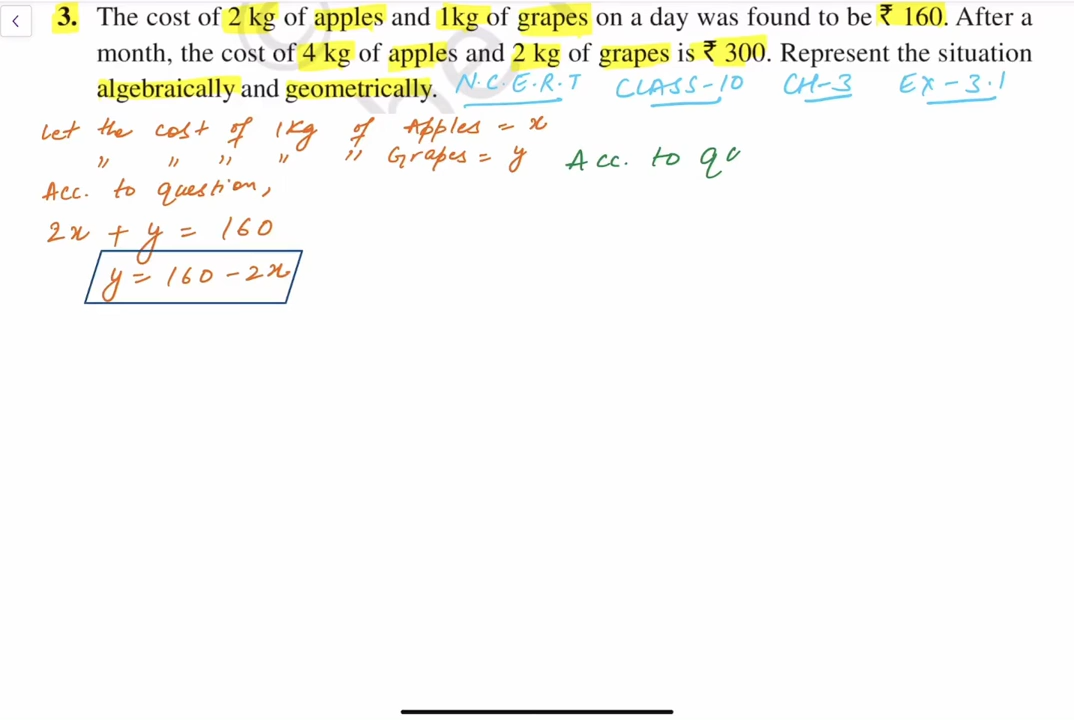 3. The cost of 2 kg of apples and 1kg of grapes on a day was found to be ₹ 160. After a
month, the cost of 4 kg of apples and 2 kg of grapes is ₹ 300. Represent the situation
algebraically and geometrically. N.C.E.R.T CLASS-10 CH-3 EX-3.1
Let the cost of 1kg of Apples = x
" " " " " Grapes = y
Acc. to question,
2x + y = 160
y = 160 - 2x
Acc. to